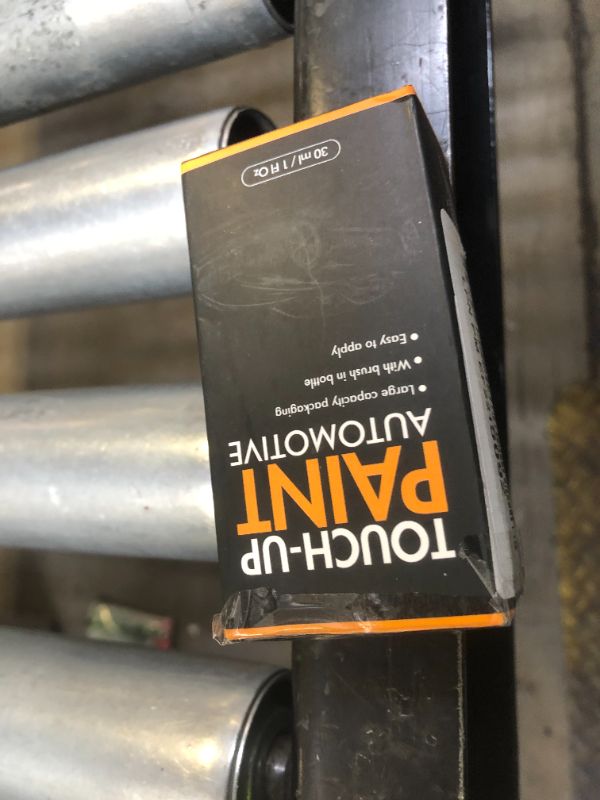 TOUCH-UP
PAINT
AUTOMOTIVE
• Large capacity packaging
• With brush in bottle
• Easy to apply
30 ml / 1 Fl Oz